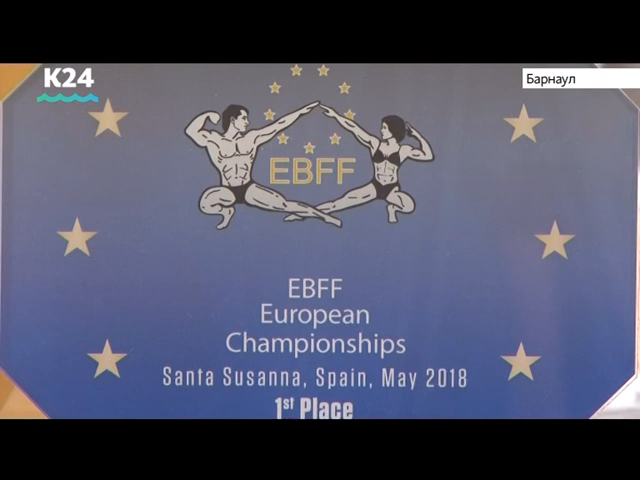 K24
Барнаул
EBFF
EBFF
European
Championships
Santa Susanna, Spain, May 2018
1st Place